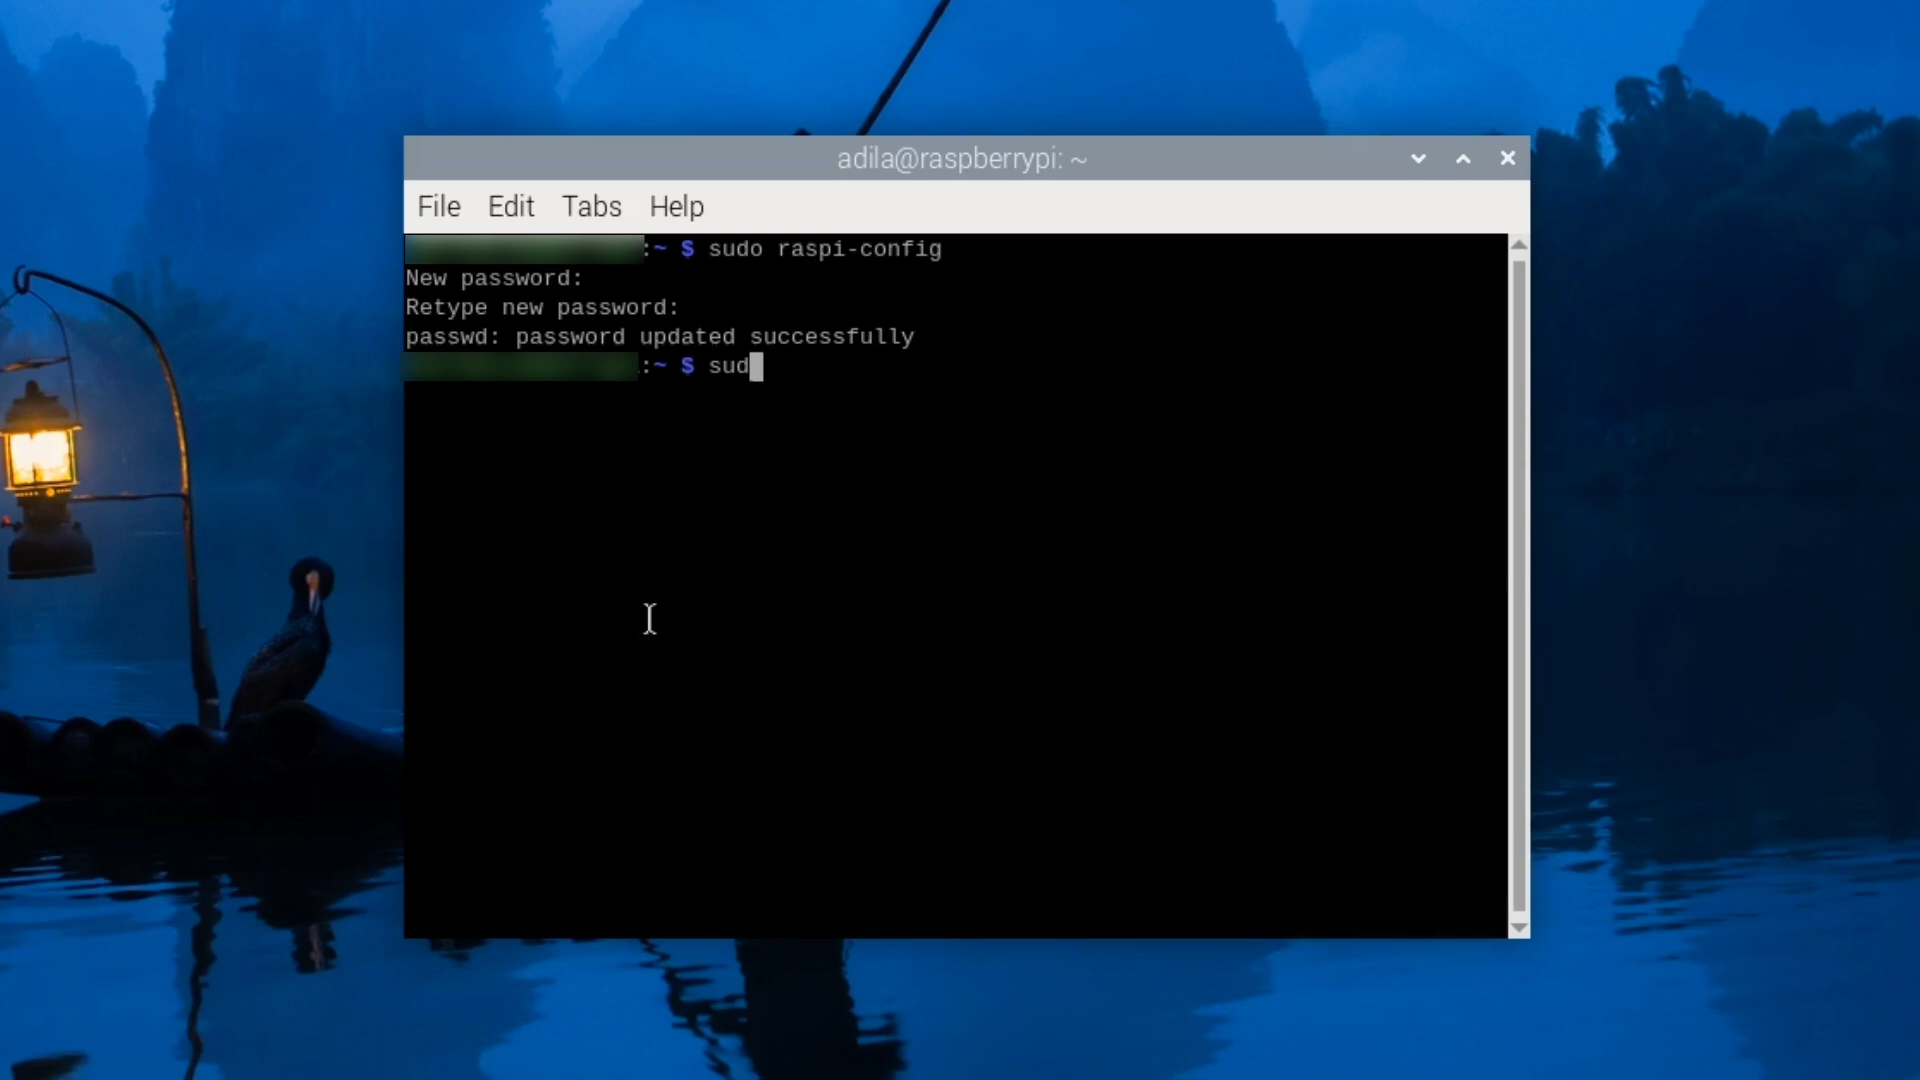 adila@raspberrypi: ~
File Edit Tabs Help
:~ $ sudo raspi-config
New password:
Retype new password:
passwd: password updated successfully
:~ $ sud